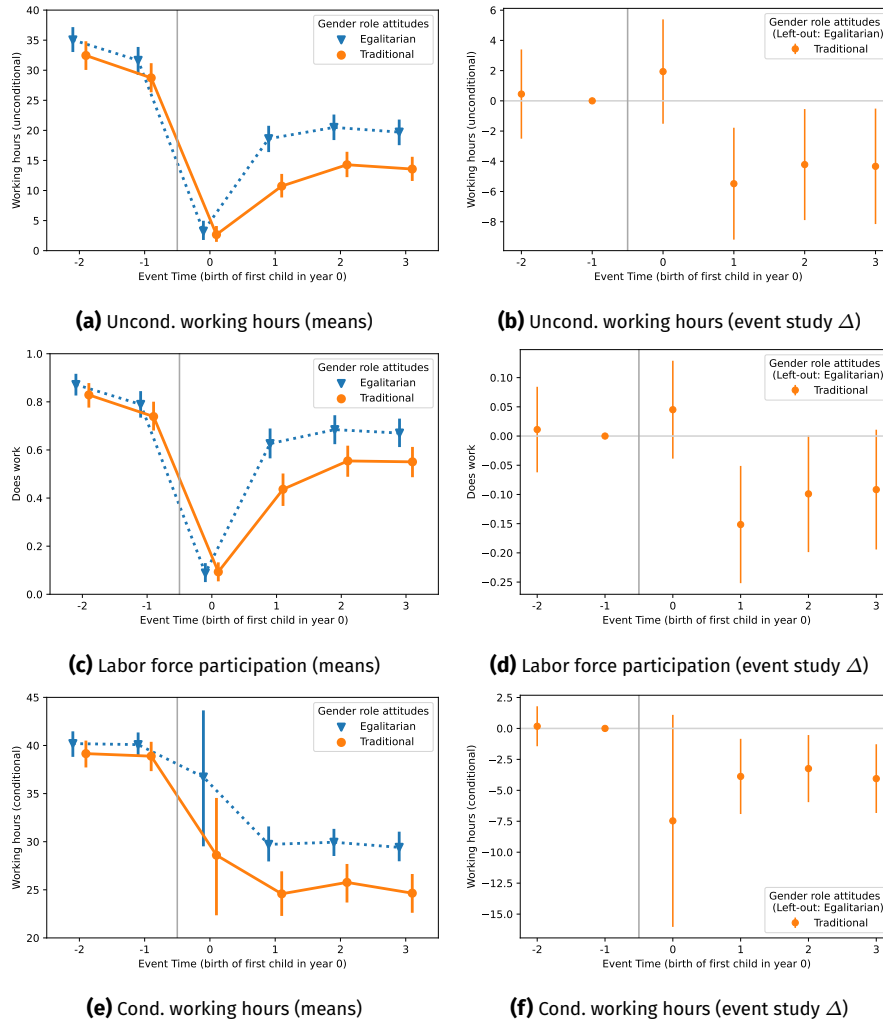 40
35
30
25
20
15
10
5
0
Working hours (unconditional)
Gender role attitudes
Egalitarian
Traditional
-2 -1 0 1 2 3
Event Time (birth of first child in year 0)
(a) Uncond. working hours (means)
6
4
2
0
−2
−4
−6
−8
Working hours (unconditional)
Gender role attitudes
(Left-out: Egalitarian)
Traditional
-2 -1 0 1 2 3
Event Time (birth of first child in year 0)
(b) Uncond. working hours (event study Δ)
1.0
0.8
0.6
0.4
0.2
0.0
Does work
Gender role attitudes
Egalitarian
Traditional
-2 -1 0 1 2 3
Event Time (birth of first child in year 0)
(c) Labor force participation (means)
0.10
0.05
0.00
−0.05
−0.10
−0.15
−0.20
−0.25
Does work
Gender role attitudes
(Left-out: Egalitarian)
Traditional
-2 -1 0 1 2 3
Event Time (birth of first child in year 0)
(d) Labor force participation (event study Δ)
45
40
35
30
25
20
Working hours (conditional)
Gender role attitudes
Egalitarian
Traditional
-2 -1 0 1 2 3
Event Time (birth of first child in year 0)
(e) Cond. working hours (means)
2.5
0.0
−2.5
−5.0
−7.5
−10.0
−12.5
−15.0
Working hours (conditional)
Gender role attitudes
(Left-out: Egalitarian)
Traditional
-2 -1 0 1 2 3
Event Time (birth of first child in year 0)
(f) Cond. working hours (event study Δ)